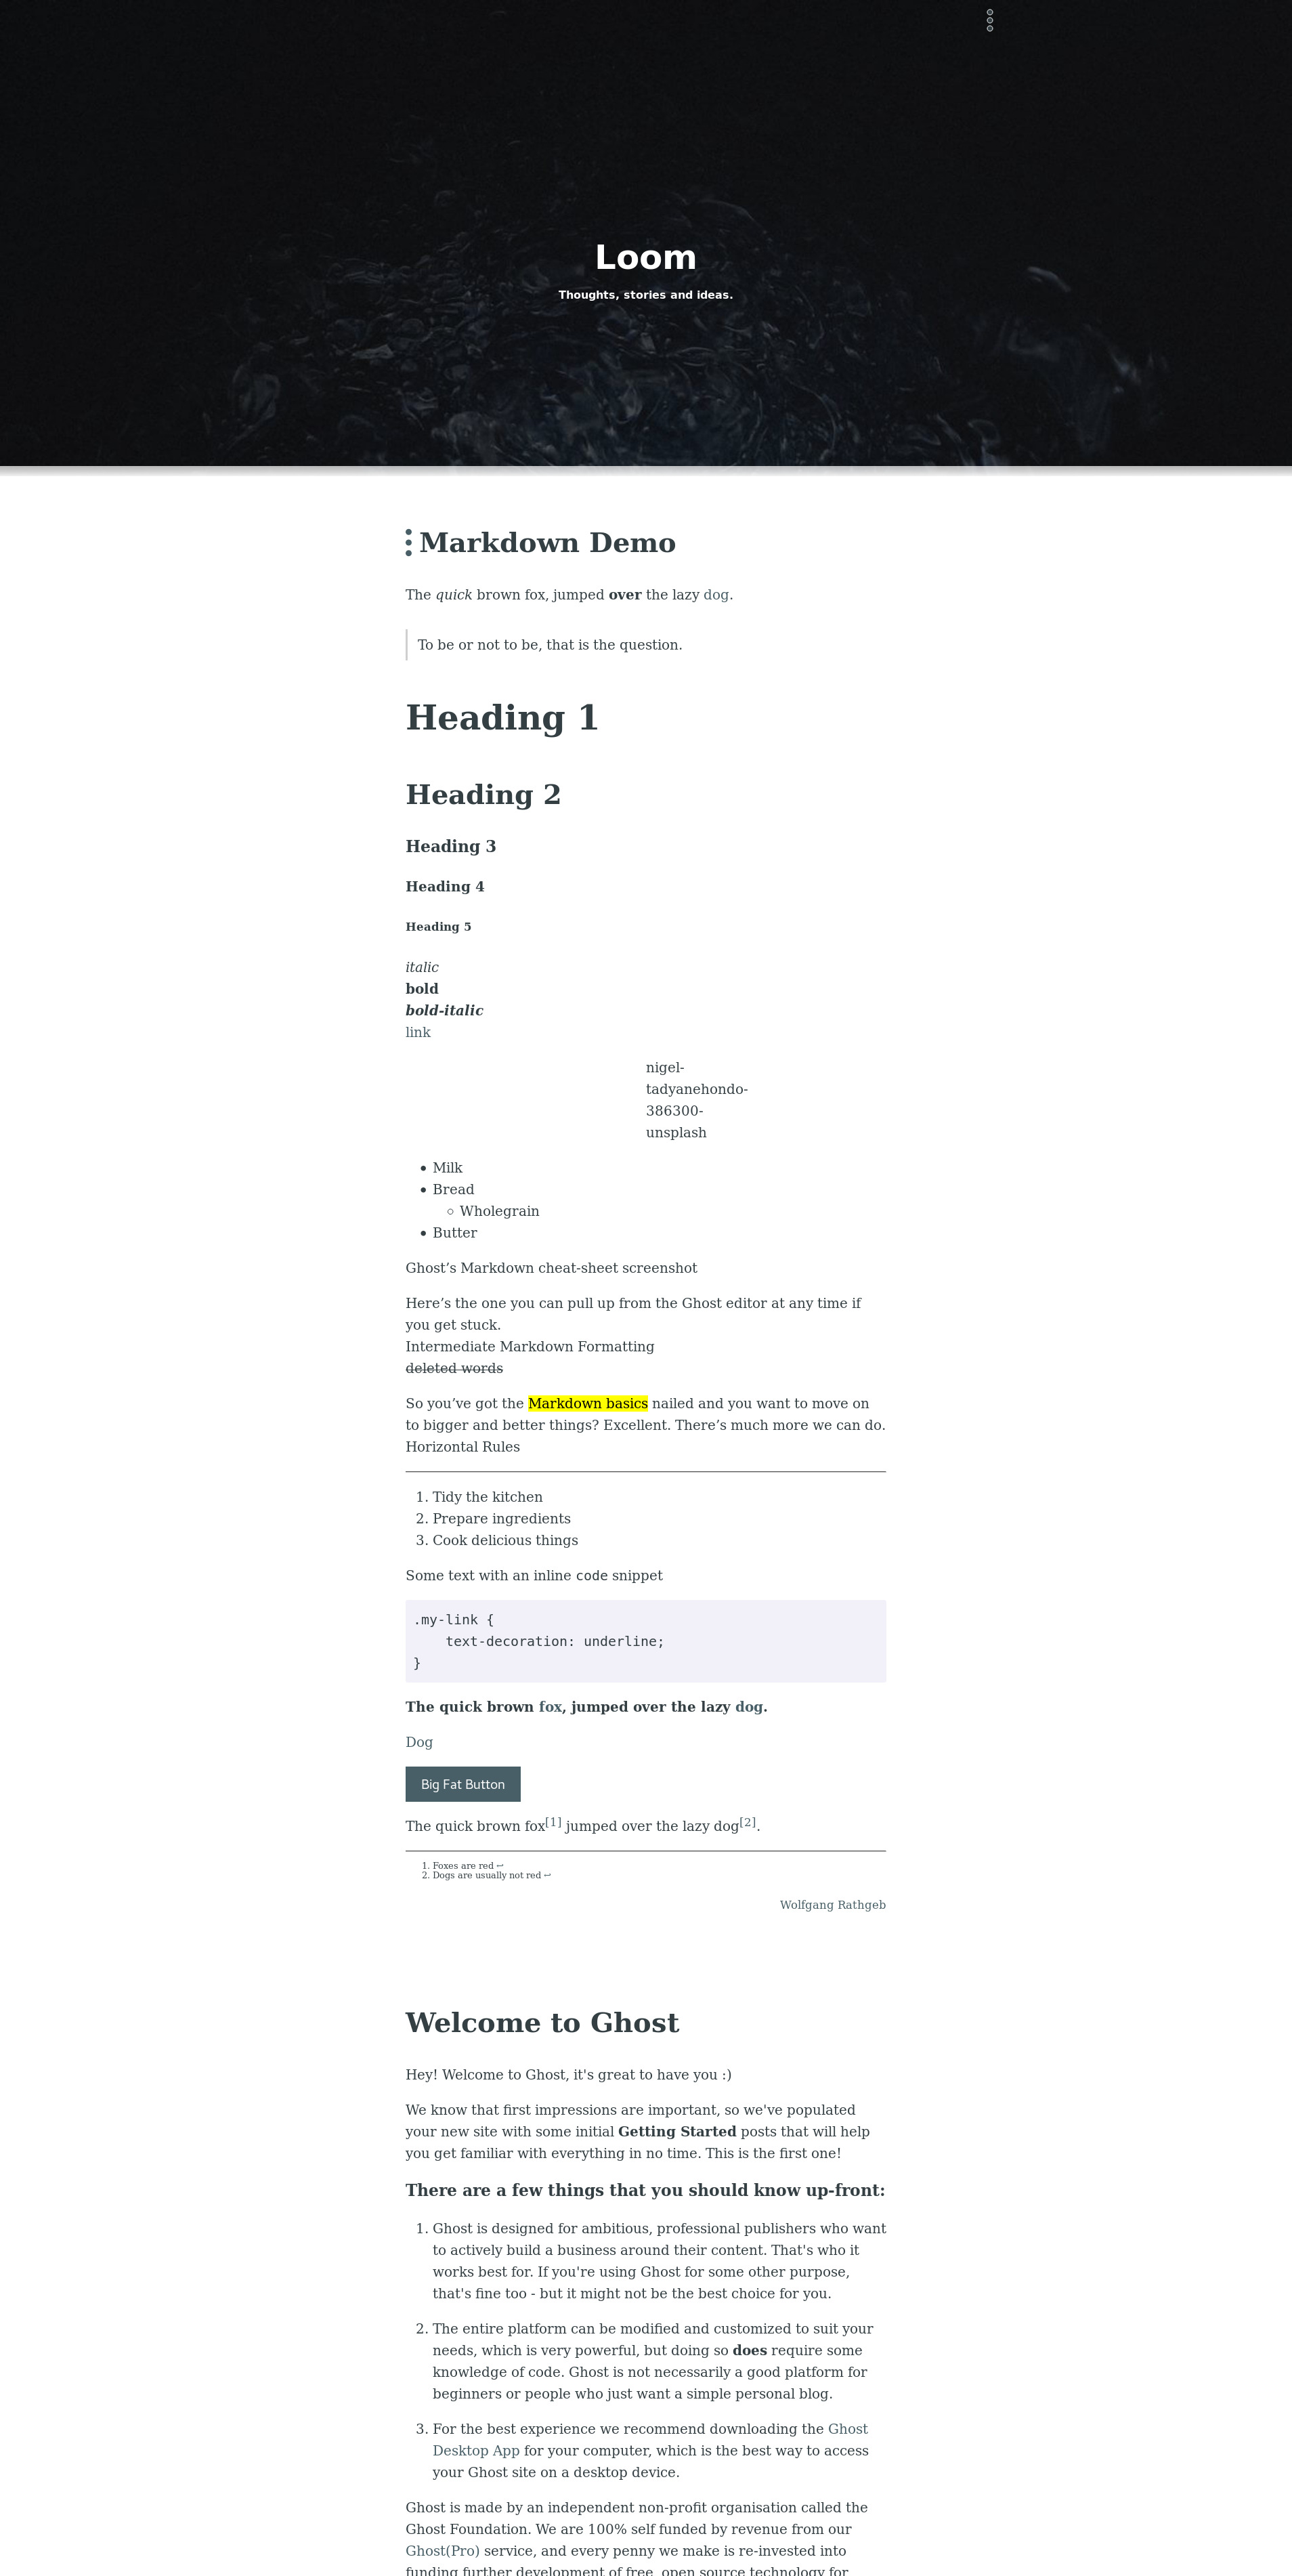 Loom
Thoughts, stories and ideas.
Markdown Demo
The quick brown fox, jumped over the lazy dog.
To be or not to be, that is the question.
Heading 1
Heading 2
Heading 3
Heading 4
Heading 5
italic
bold
bold-italic
link
nigel-
tadyanehondo-
386300-
unsplash
Milk
Bread
Wholegrain
Butter
Ghost’s Markdown cheat-sheet screenshot
Here’s the one you can pull up from the Ghost editor at any time if
you get stuck.
Intermediate Markdown Formatting
deleted words
So you’ve got the Markdown basics nailed and you want to move on
to bigger and better things? Excellent. There’s much more we can do.
Horizontal Rules
1. Tidy the kitchen
2. Prepare ingredients
3. Cook delicious things
Some text with an inline code snippet
.my-link {
    text-decoration: underline;
}
The quick brown fox, jumped over the lazy dog.
Dog
Big Fat Button
The quick brown fox[1] jumped over the lazy dog[2].
1. Foxes are red ↩
2. Dogs are usually not red ↩
Wolfgang Rathgeb
Welcome to Ghost
Hey! Welcome to Ghost, it's great to have you :)
We know that first impressions are important, so we've populated
your new site with some initial Getting Started posts that will help
you get familiar with everything in no time. This is the first one!
There are a few things that you should know up-front:
1. Ghost is designed for ambitious, professional publishers who want
to actively build a business around their content. That's who it
works best for. If you're using Ghost for some other purpose,
that's fine too - but it might not be the best choice for you.
2. The entire platform can be modified and customized to suit your
needs, which is very powerful, but doing so does require some
knowledge of code. Ghost is not necessarily a good platform for
beginners or people who just want a simple personal blog.
3. For the best experience we recommend downloading the Ghost
Desktop App for your computer, which is the best way to access
your Ghost site on a desktop device.
Ghost is made by an independent non-profit organisation called the
Ghost Foundation. We are 100% self funded by revenue from our
Ghost(Pro) service, and every penny we make is re-invested into
funding further development of free, open source technology for